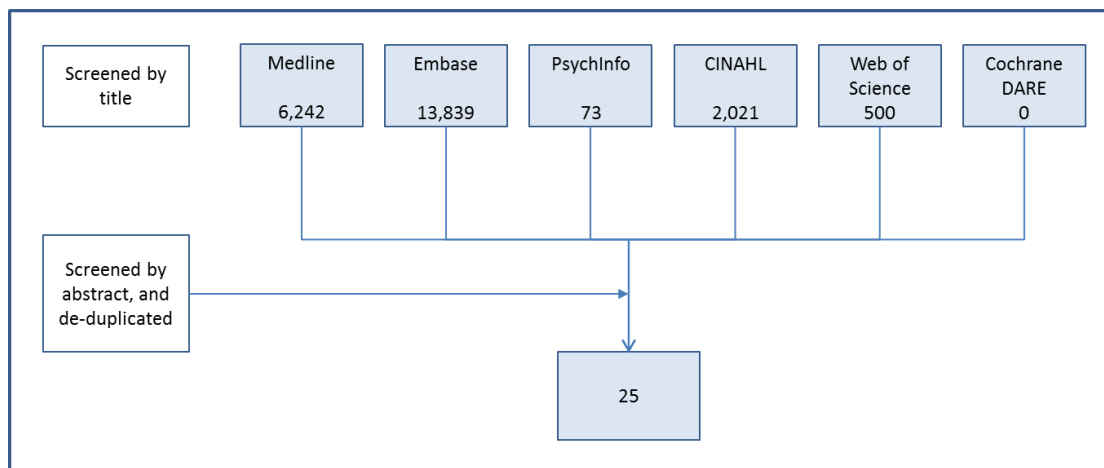 Screened by
title
Medline
6,242
Embase
13,839
PsychInfo
73
CINAHL
2,021
Web of
Science
500
Cochrane
DARE
0
Screened by
abstract, and
de-duplicated
25